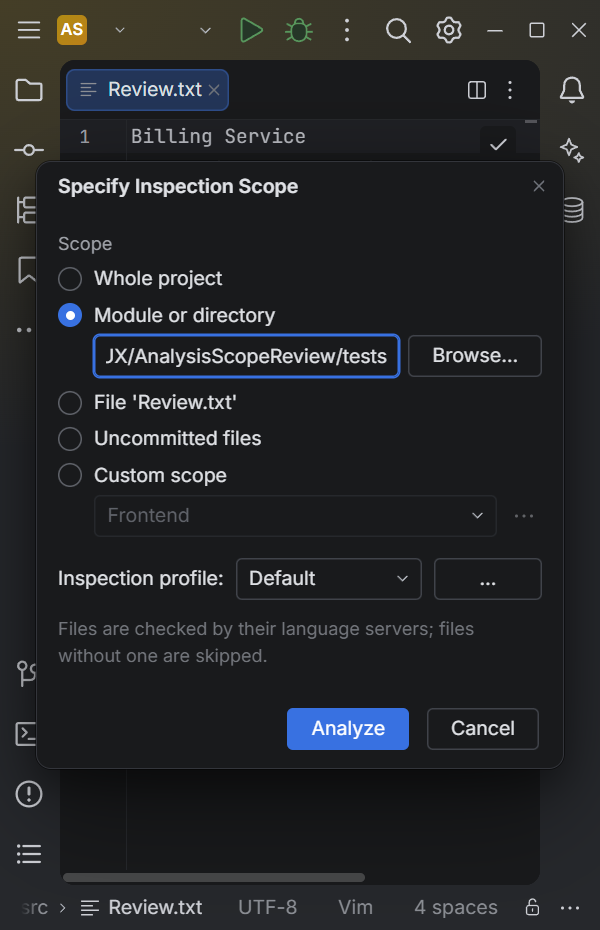 AS
Review.txt
1 Billing Service
Specify Inspection Scope
Scope
Whole project
Module or directory
JX/AnalysisScopeReview/tests
Browse...
File 'Review.txt'
Uncommitted files
Custom scope
Frontend
...
Inspection profile: Default ...
Files are checked by their language servers; files
without one are skipped.
Analyze Cancel
src › Review.txt UTF-8 Vim 4 spaces